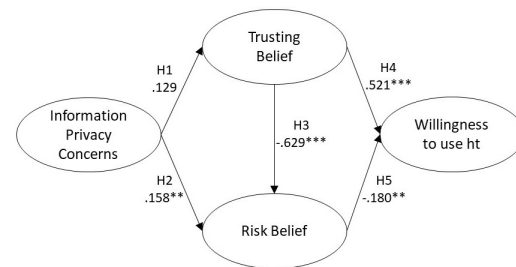 Trusting
Belief
H1
.129
H4
.521***
Information
Privacy
Concerns
H3
-.629***
Willingness
to use ht
H2
.158**
H5
-.180**
Risk Belief